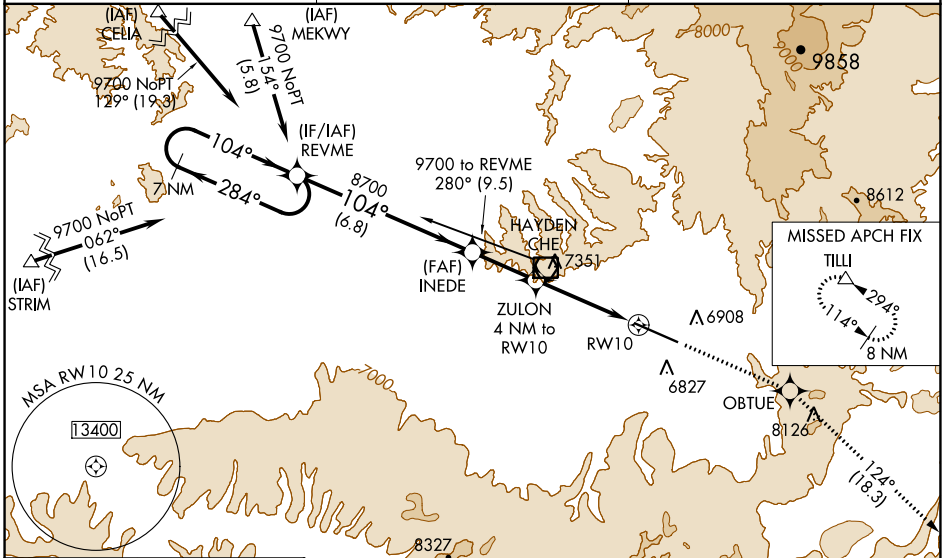 (IAF)
CELIA
(IAF)
MEKWY
9700 NoPT
129° (19.3)
9700 NoPT
154°
(5.8)
8000
9000
9858
(IF/IAF)
REVME
104°
7 NM
284°
8700
104°
(6.8)
9700 to REVME
280° (9.5)
8612
9700 NoPT
062°
(16.5)
(IAF)
STRIM
HAYDEN
CHE
7351
(FAF)
INEDE
ZULON
4 NM to
RW10
RW10
6908
6827
MISSED APCH FIX
TILLI
294°
114°
8 NM
OBTUE
8126
124°
(18.3)
MSA RW10 25 NM
13400
7000
8327